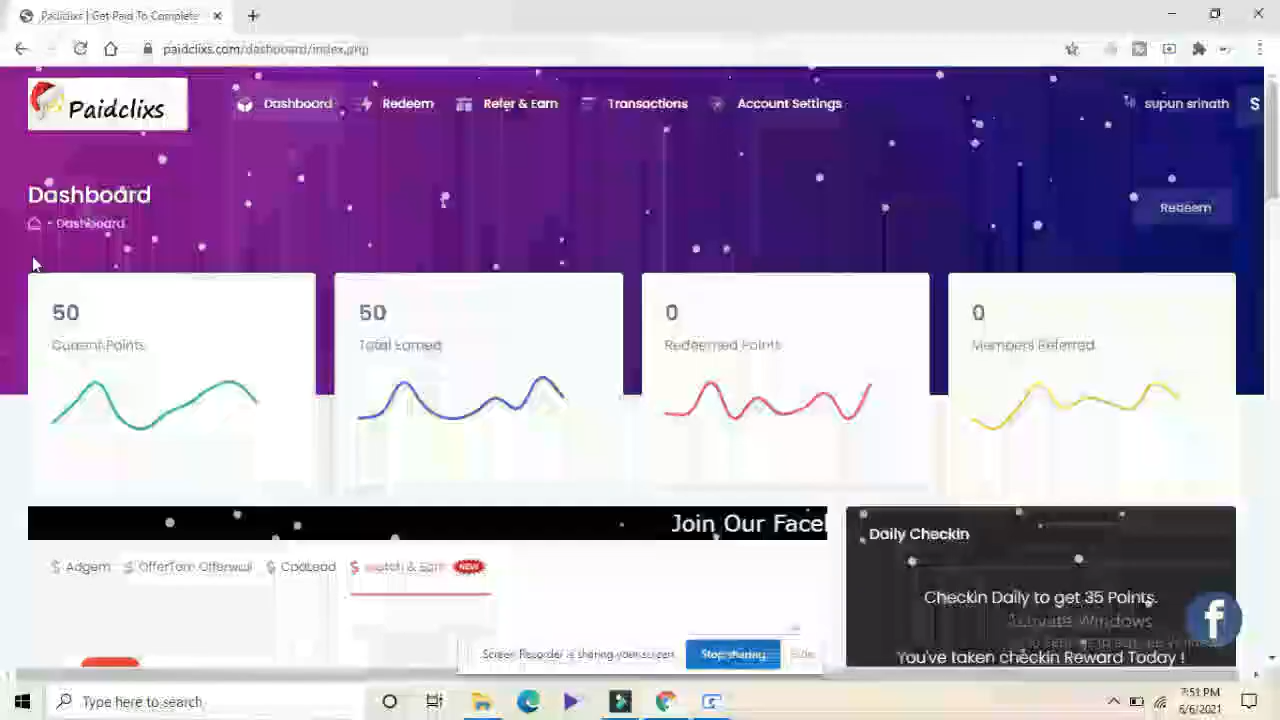 Paidclixs | Get Paid To Complete
paidclixs.com/dashboard/index.php
Paidclixs
Dashboard
Redeem
Refer & Earn
Transactions
Account Settings
supun srinath
$
Dashboard
- Dashboard
Redeem
50
Current Points
50
Total Earned
0
Redeemed Points
0
Members Referred
Join Our Facel
Daily Checkin
$ Adgem
$ OfferToro Offerwall
$ CpaLead
$ Watch & Earn
NEW
Checkin Daily to get 35 Points.
Activate Windows
You've taken checkin Reward Today !
Screen Recorder is sharing your screen.
Stop sharing
Hide
Type here to search
7:51 PM
6/6/2021